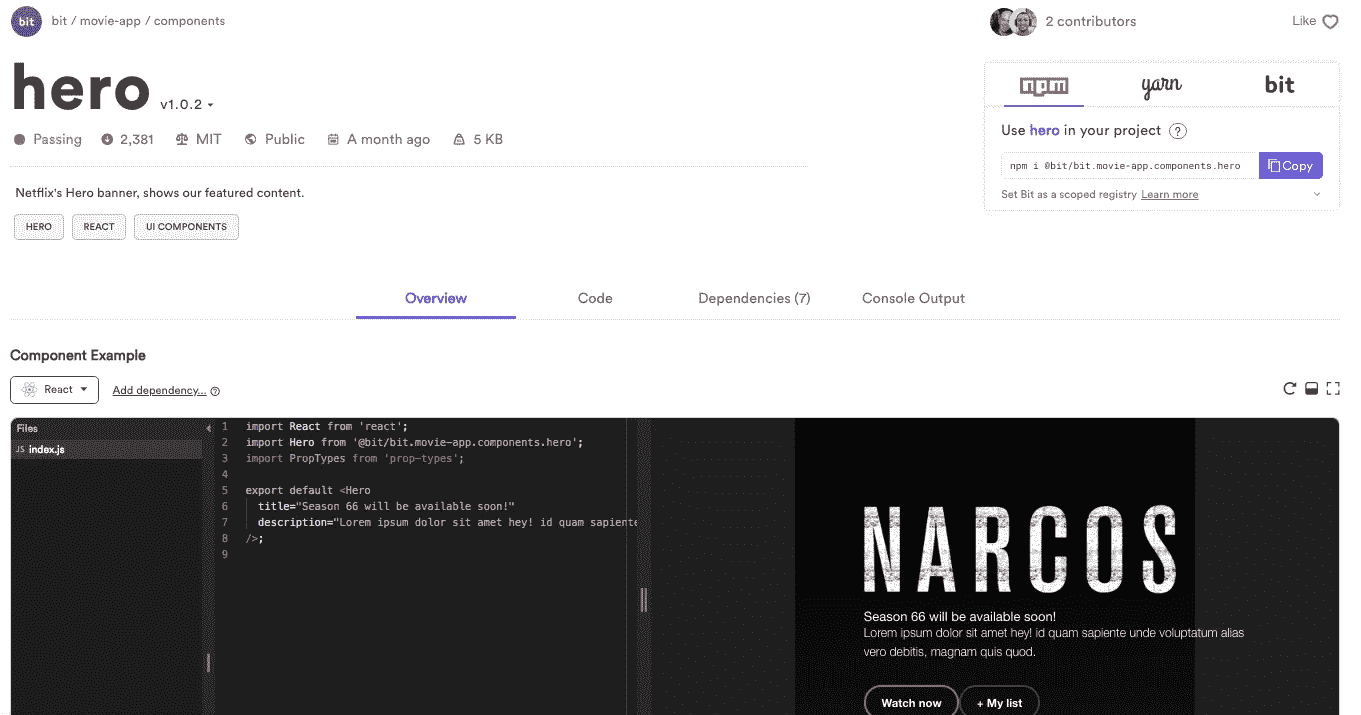 bit bit / movie-app / components
2 contributors
Like
hero v1.0.2
Passing 2,381 MIT Public A month ago 5 KB
npm yarn bit
Use hero in your project ?
npm i @bit/bit.movie-app.components.hero Copy
Set Bit as a scoped registry Learn more
Netflix's Hero banner, shows our featured content.
HERO REACT UI COMPONENTS
Overview Code Dependencies (7) Console Output
Component Example
React Add dependency... ?
Files
JS index.js
1 import React from 'react';
2 import Hero from '@bit/bit.movie-app.components.hero';
3 import PropTypes from 'prop-types';
4
5 export default <Hero
6 title="Season 66 will be available soon!"
7 description="Lorem ipsum dolor sit amet hey! id quam sapiente
8 />;
9
NARCOS
Season 66 will be available soon!
Lorem ipsum dolor sit amet hey! id quam sapiente unde voluptatum alias
vero debitis, magnam quis quod.
Watch now + My list